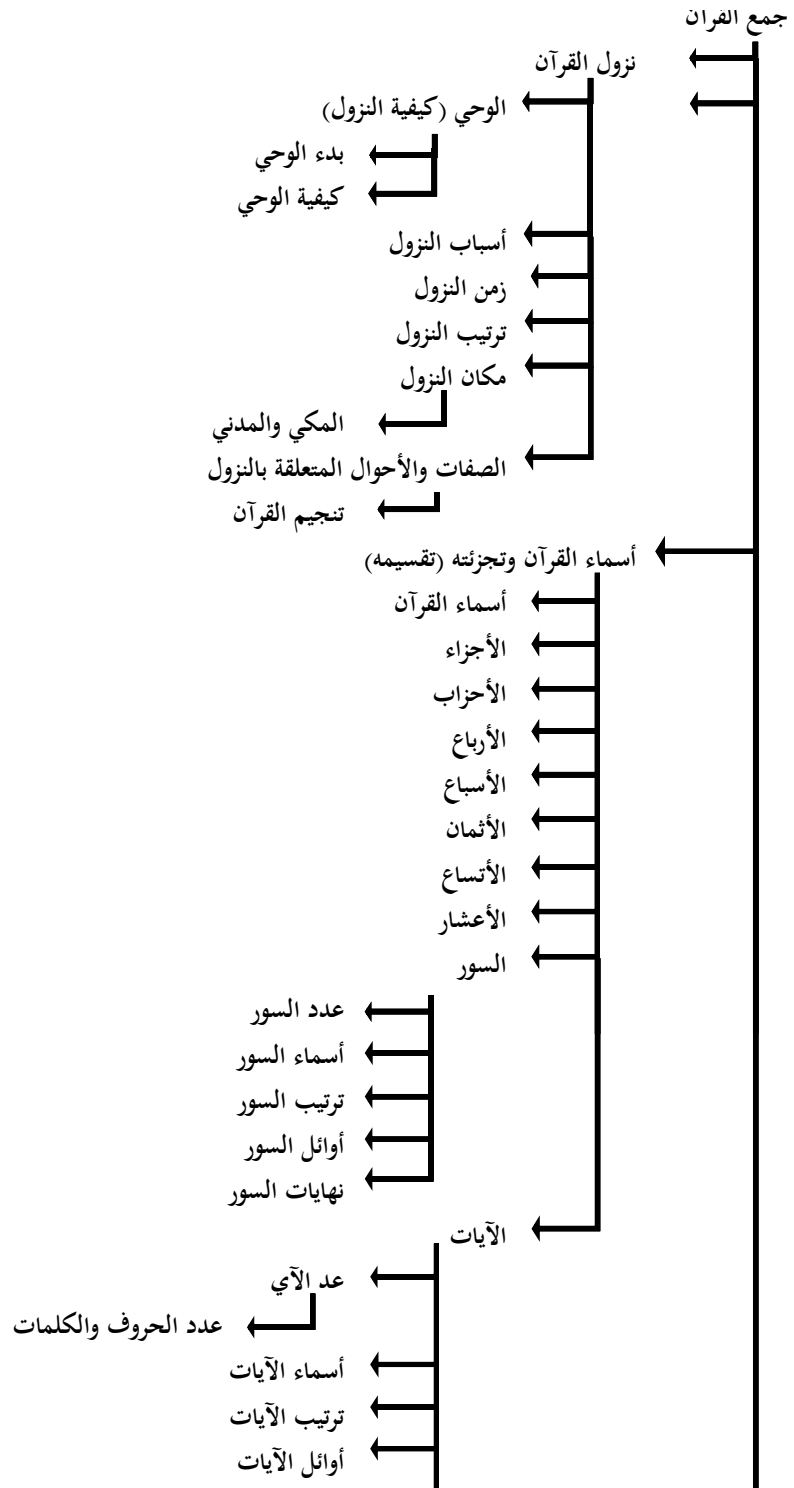 جمع القرآن
نزول القرآن
الوحي (كيفية النزول)
بدء الوحي
كيفية الوحي
أسباب النزول
زمن النزول
ترتيب النزول
مكان النزول
المكي والمدني
الصفات والأحوال المتعلقة بالنزول
تنجيم القرآن
أسماء القرآن وتجزئته (تقسيمه)
أسماء القرآن
الأجزاء
الأحزاب
الأرباع
الأسباع
الأثمان
الأتساع
الأعشار
السور
عدد السور
أسماء السور
ترتيب السور
أوائل السور
نهايات السور
الآيات
عد الآي
عدد الحروف والكلمات
أسماء الآيات
ترتيب الآيات
أوائل الآيات